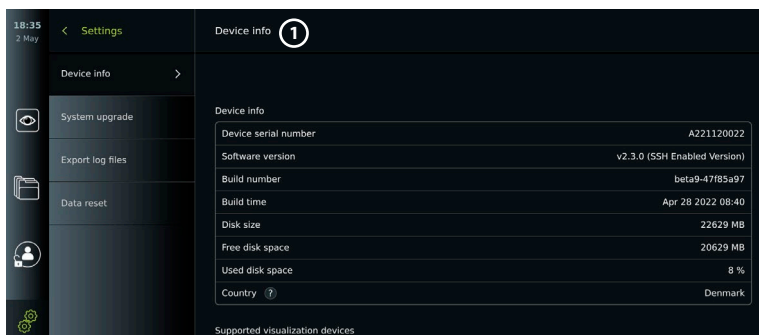 18:35
2 May
Settings
Device info
1
Device info
System upgrade
Export log files
Data reset
Device info
Device serial number A221120022
Software version v2.3.0 (SSH Enabled Version)
Build number beta9-47f85a97
Build time Apr 28 2022 08:40
Disk size 22629 MB
Free disk space 20629 MB
Used disk space 8 %
Country ? Denmark
Supported visualization devices